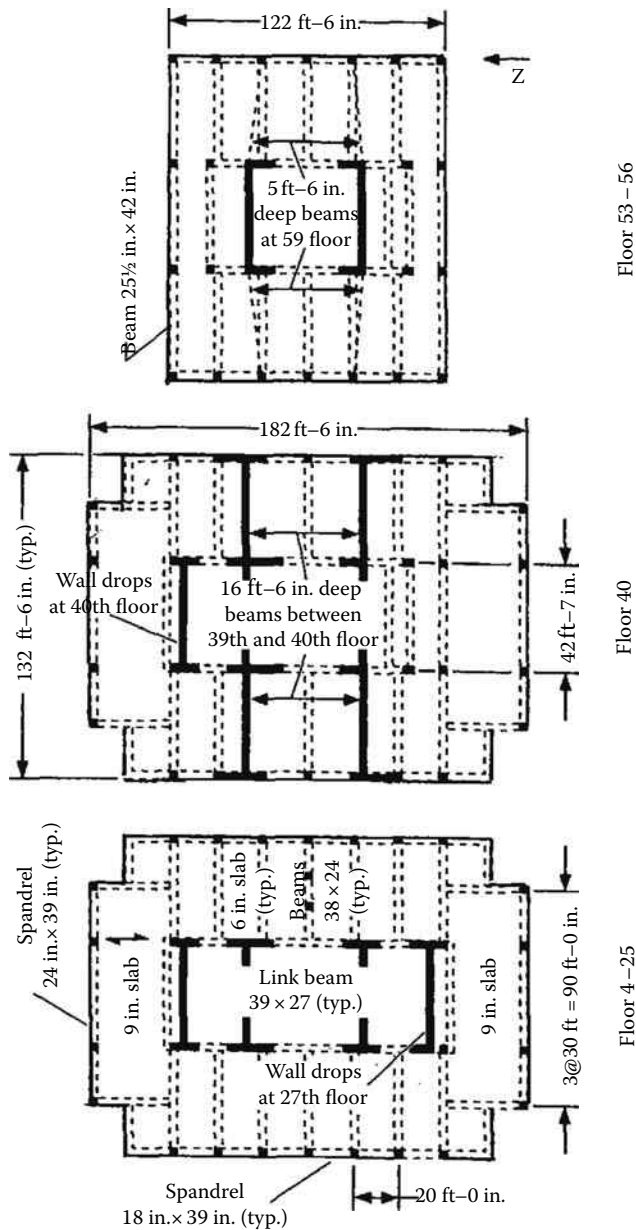 122 ft–6 in.
Z
5 ft–6 in.
deep beams
at 59 floor
Beam 25½ in.× 42 in.
Floor 53 – 56
182 ft–6 in.
132 ft–6 in. (typ.)
Wall drops
at 40th floor
16 ft–6 in. deep
beams between
39th and 40th floor
42 ft–7 in.
Floor 40
Spandrel
24 in.× 39 in. (typ.)
6 in. slab
(typ.)
Beams
38 × 24
(typ.)
9 in. slab
Link beam
39 × 27 (typ.)
9 in. slab
3@30 ft = 90 ft–0 in.
Floor 4 –25
Wall drops
at 27th floor
Spandrel
18 in.× 39 in. (typ.)
20 ft–0 in.